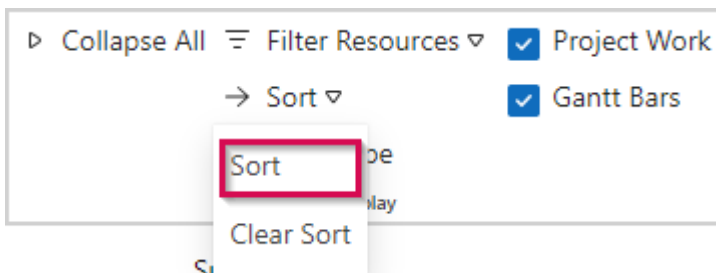 Collapse All
Filter Resources
Project Work
Sort
Gantt Bars
Sort
Clear Sort